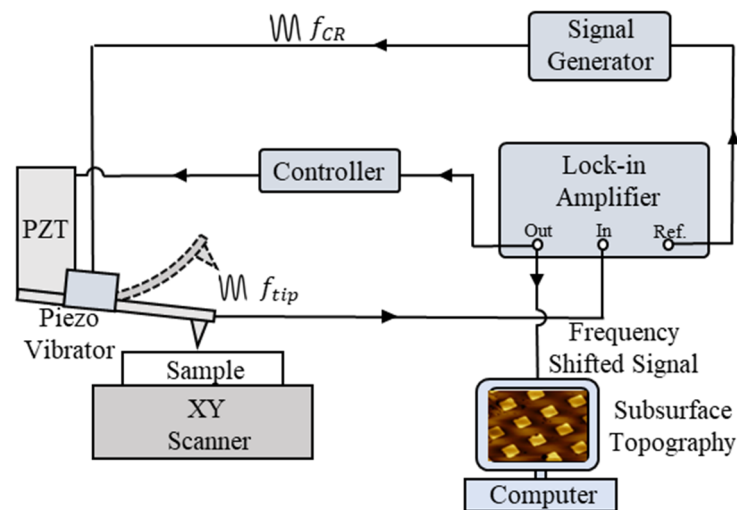 f_CR
Signal
Generator
Controller
Lock-in
Amplifier
Out
In
Ref.
PZT
f_tip
Piezo
Vibrator
Frequency
Shifted Signal
Sample
XY
Scanner
Subsurface
Topography
Computer